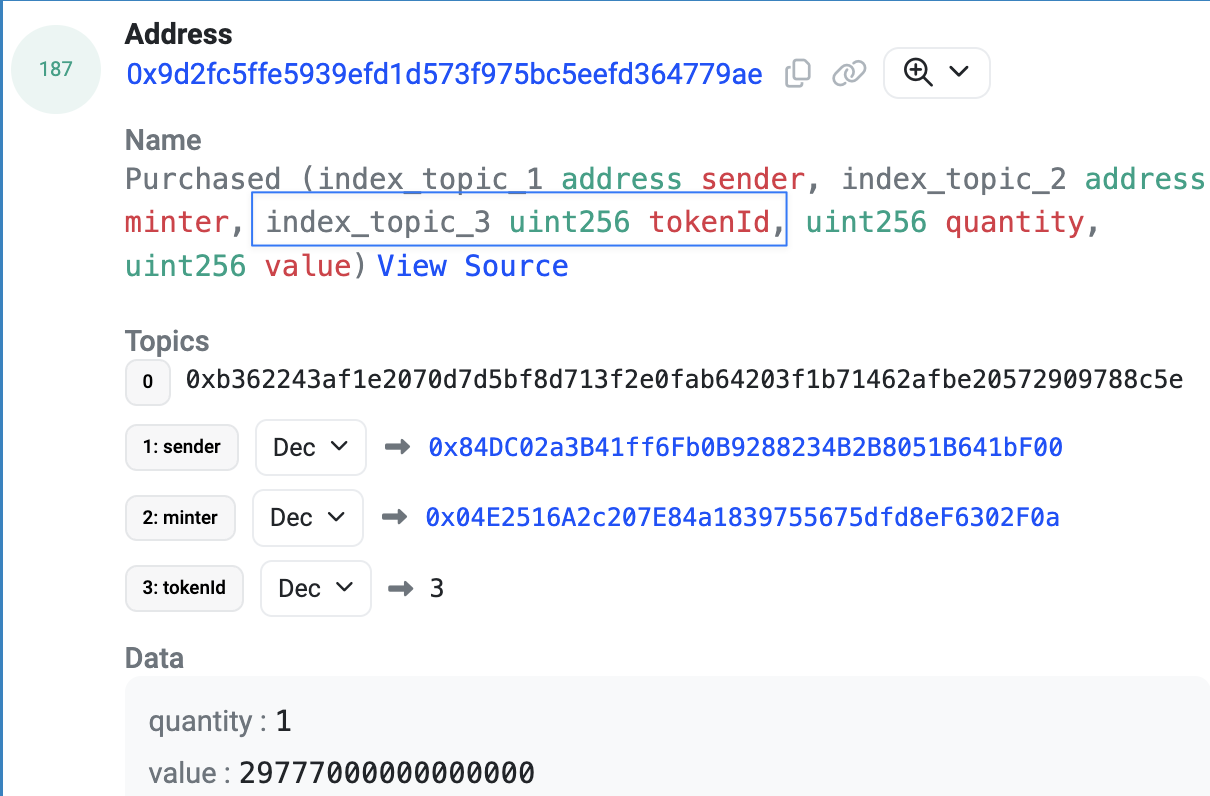 187
Address
0x9d2fc5ffe5939efd1d573f975bc5eefd364779ae
Name
Purchased (index_topic_1 address sender, index_topic_2 address
minter, index_topic_3 uint256 tokenId, uint256 quantity,
uint256 value) View Source
Topics
0 0xb362243af1e2070d7d5bf8d713f2e0fab64203f1b71462afbe20572909788c5e
1: sender Dec 0x84DC02a3B41ff6Fb0B9288234B2B8051B641bF00
2: minter Dec 0x04E2516A2c207E84a1839755675dfd8eF6302F0a
3: tokenId Dec 3
Data
quantity : 1
value : 29777000000000000